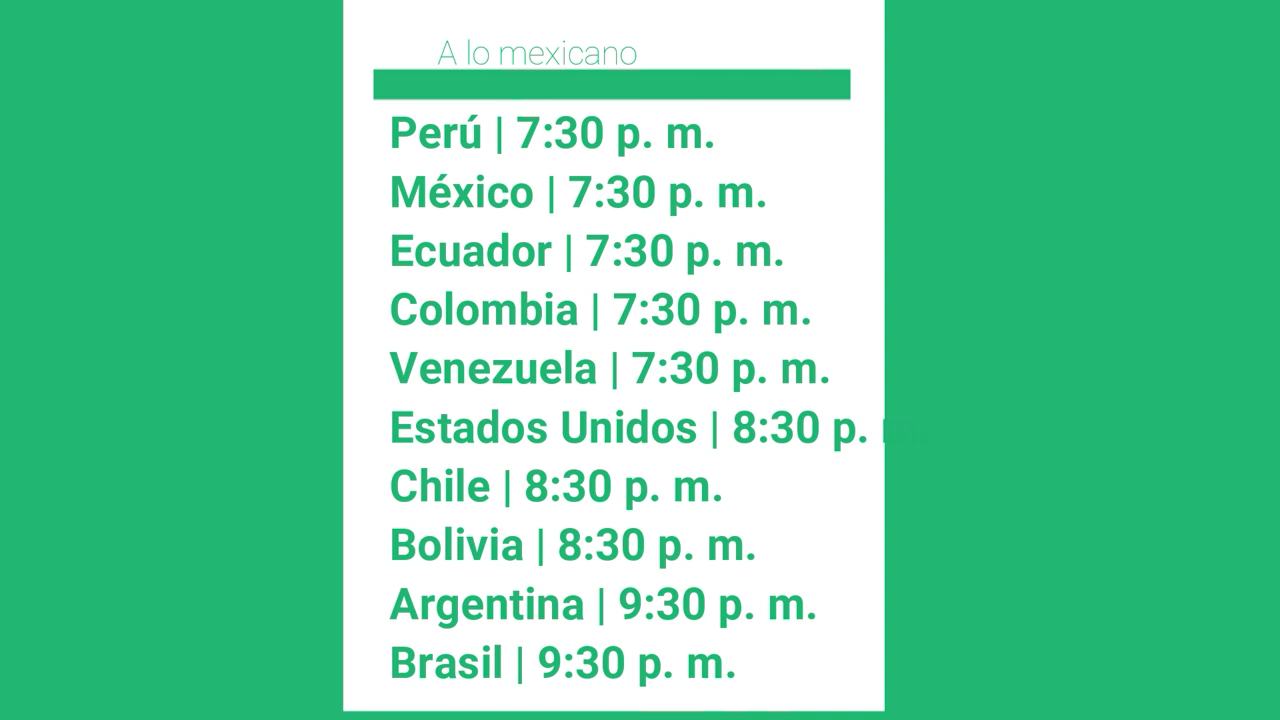 A lo mexicano
Perú | 7:30 p. m.
México | 7:30 p. m.
Ecuador | 7:30 p. m.
Colombia | 7:30 p. m.
Venezuela | 7:30 p. m.
Estados Unidos | 8:30 p. m.
Chile | 8:30 p. m.
Bolivia | 8:30 p. m.
Argentina | 9:30 p. m.
Brasil | 9:30 p. m.